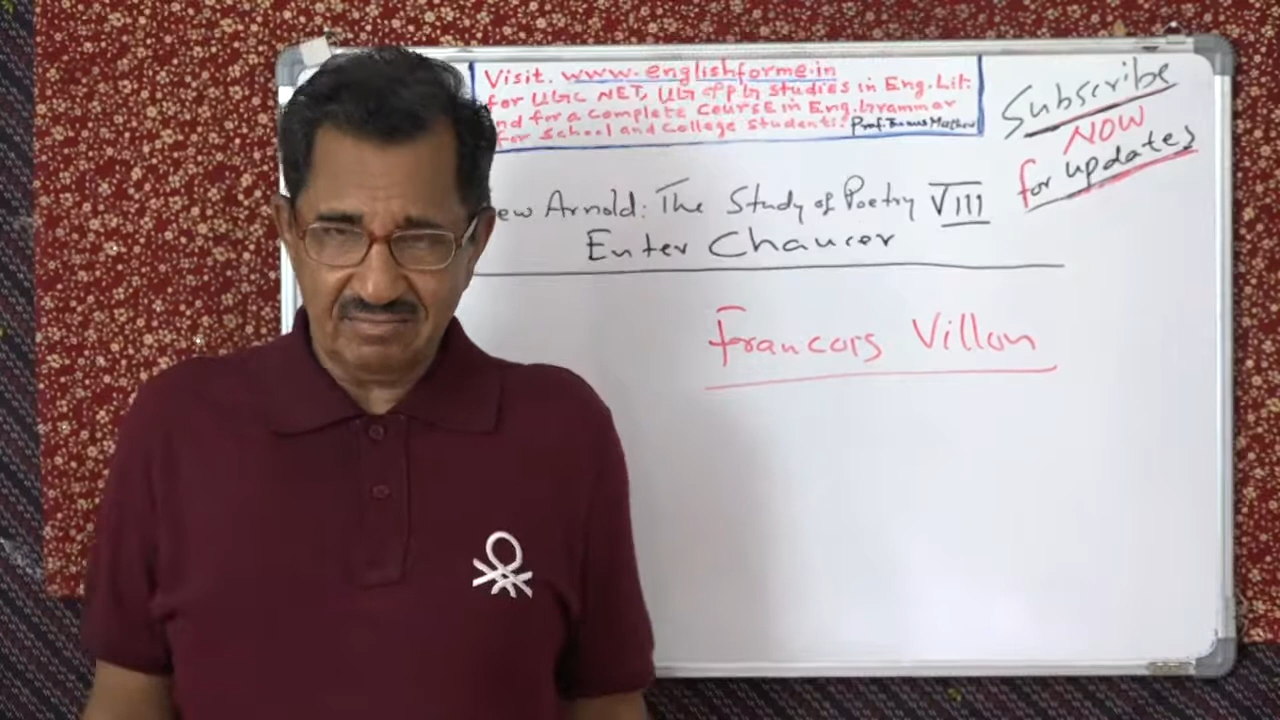 Visit. www.englishforme.in
for UGC NET, UG & PG studies in Eng. Lit.
nd for a complete course in Eng. Grammar
for School and College students. Prof. Thomas Mathew
Subscribe
NOW
for updates
ew Arnold: The Study of Poetry VIII
Enter Chaucer
Francois Villon